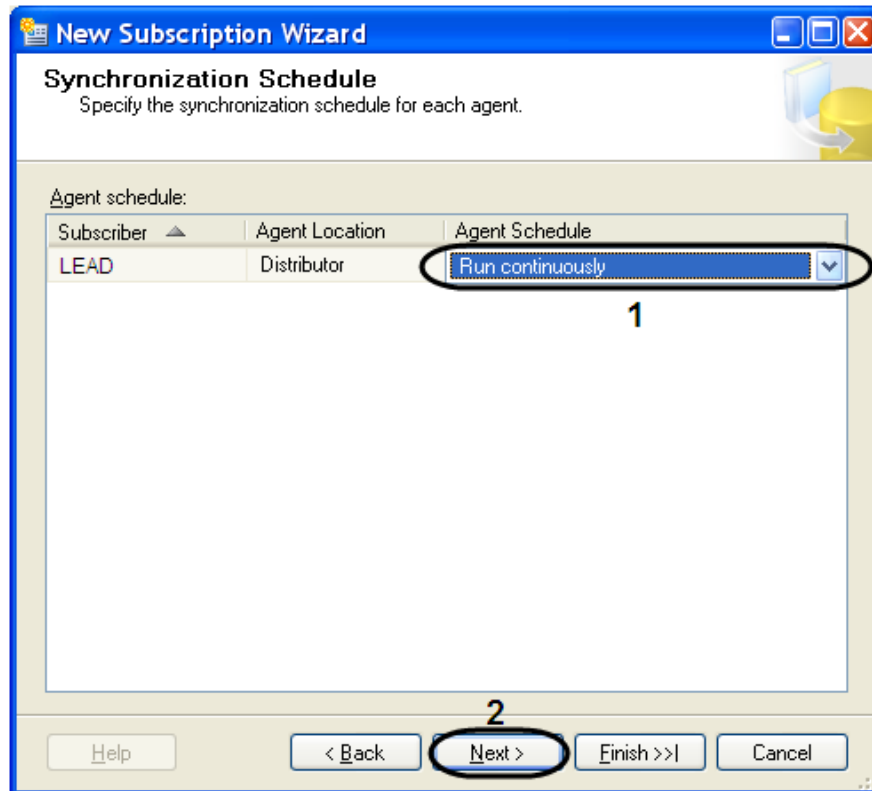 New Subscription Wizard
Synchronization Schedule
Specify the synchronization schedule for each agent.
Agent schedule:
Subscriber Agent Location Agent Schedule
LEAD Distributor Run continuously
1
2
Help < Back Next > Finish >>| Cancel